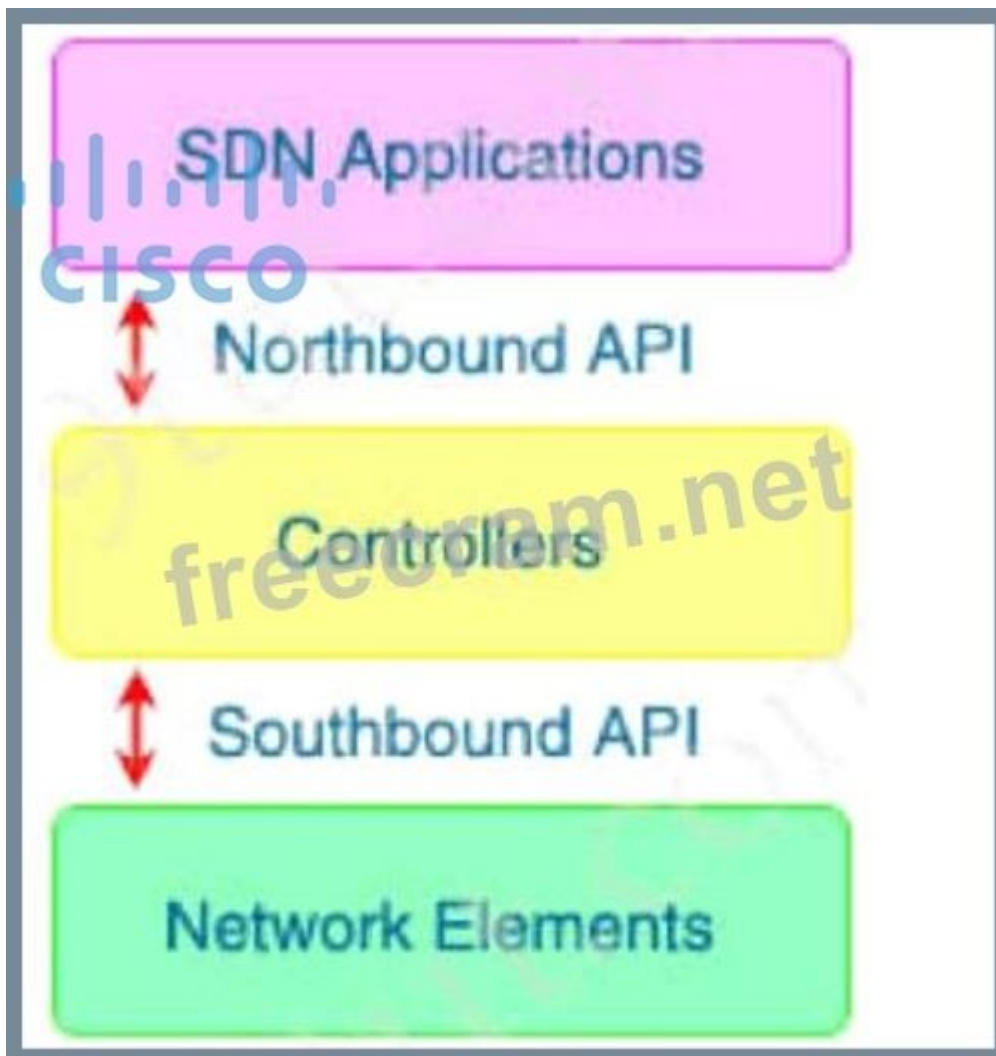 SDN Applications
CISCO
Northbound API
Controllers
freecram.net
Southbound API
Network Elements